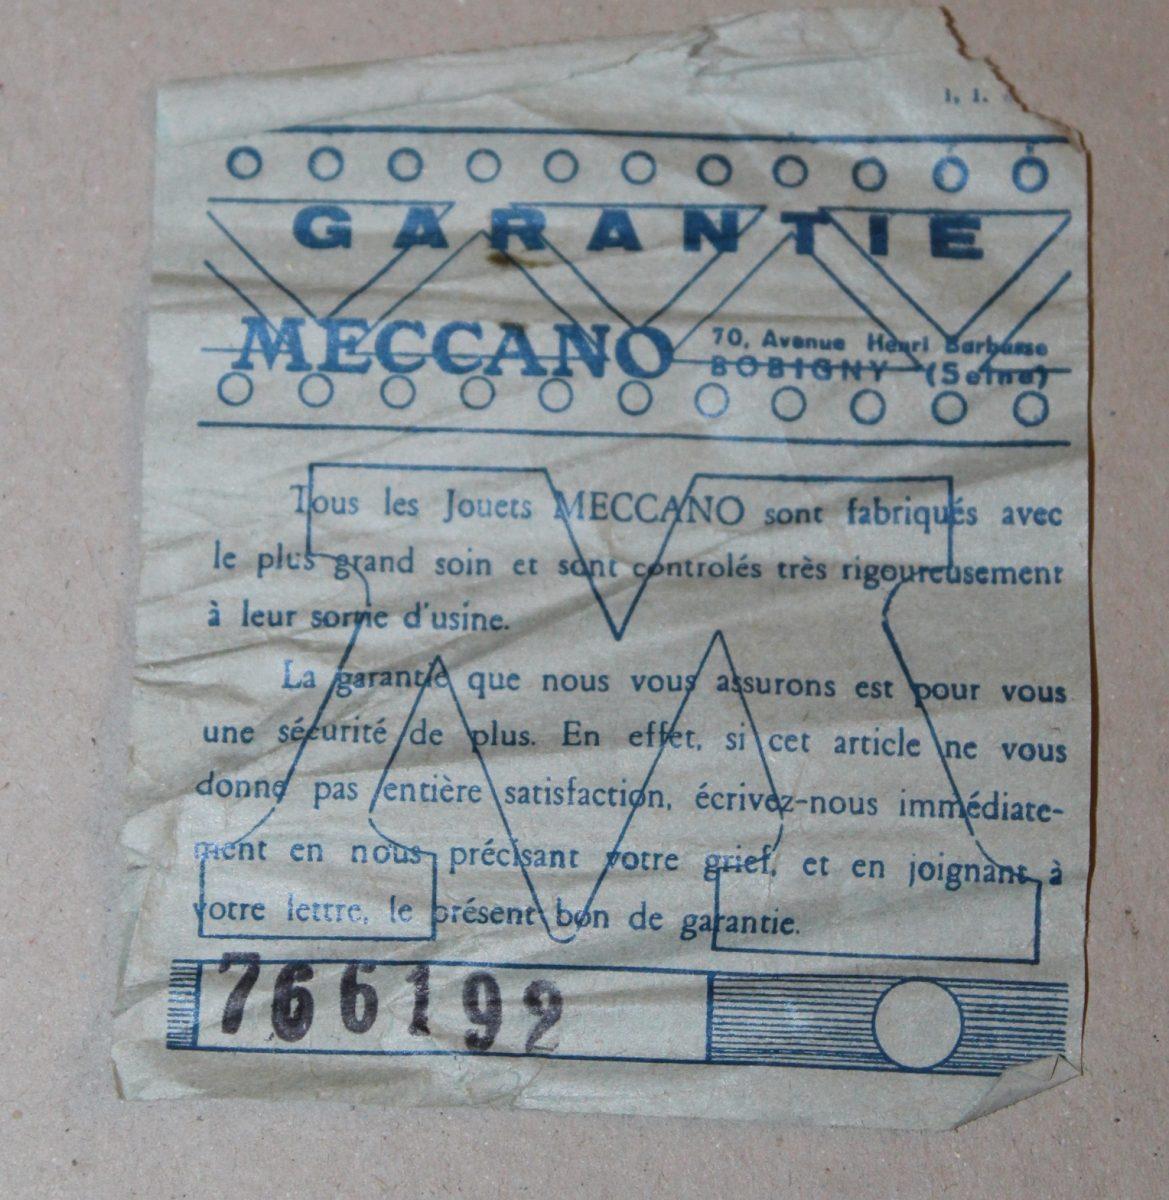 GARANTIE
MECCANO 70, Avenue Henri Barbusse
BOBIGNY (Seine)
Tous les Jouets MECCANO sont fabriqués avec
le plus grand soin et sont controlés très rigoureusement
à leur sortie d'usine.
La garantie que nous vous assurons est pour vous
une sécurité de plus. En effet, si cet article ne vous
donne pas entière satisfaction, écrivez-nous immédiate-
ment en nous précisant votre grief, et en joignant à
votre lettre, le présent bon de garantie.
766192